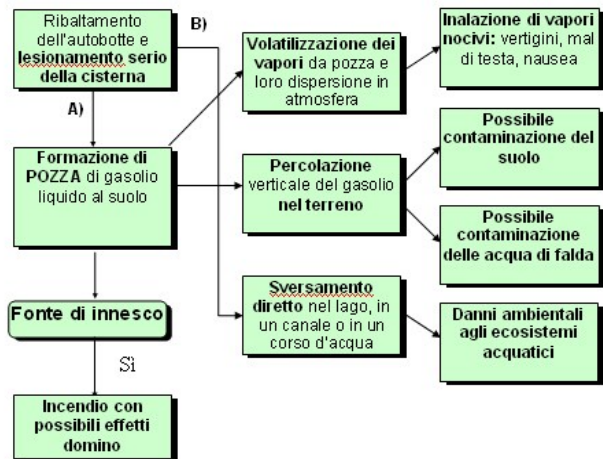 Ribaltamento
dell'autobotte e
lesionamento serio
della cisterna
B)
A)
Formazione di
POZZA di gasolio
liquido al suolo
Fonte di innesco
Sì
Incendio con
possibili effetti
domino
Volatilizzazione dei
vapori da pozza e
loro dispersione in
atmosfera
Percolazione
verticale del gasolio
nel terreno
Sversamento
diretto nel lago, in
un canale o in un
corso d'acqua
Inalazione di vapori
nocivi: vertigini, mal
di testa, nausea
Possibile
contaminazione del
suolo
Possibile
contaminazione
delle acqua di falda
Danni ambientali
agli ecosistemi
acquatici